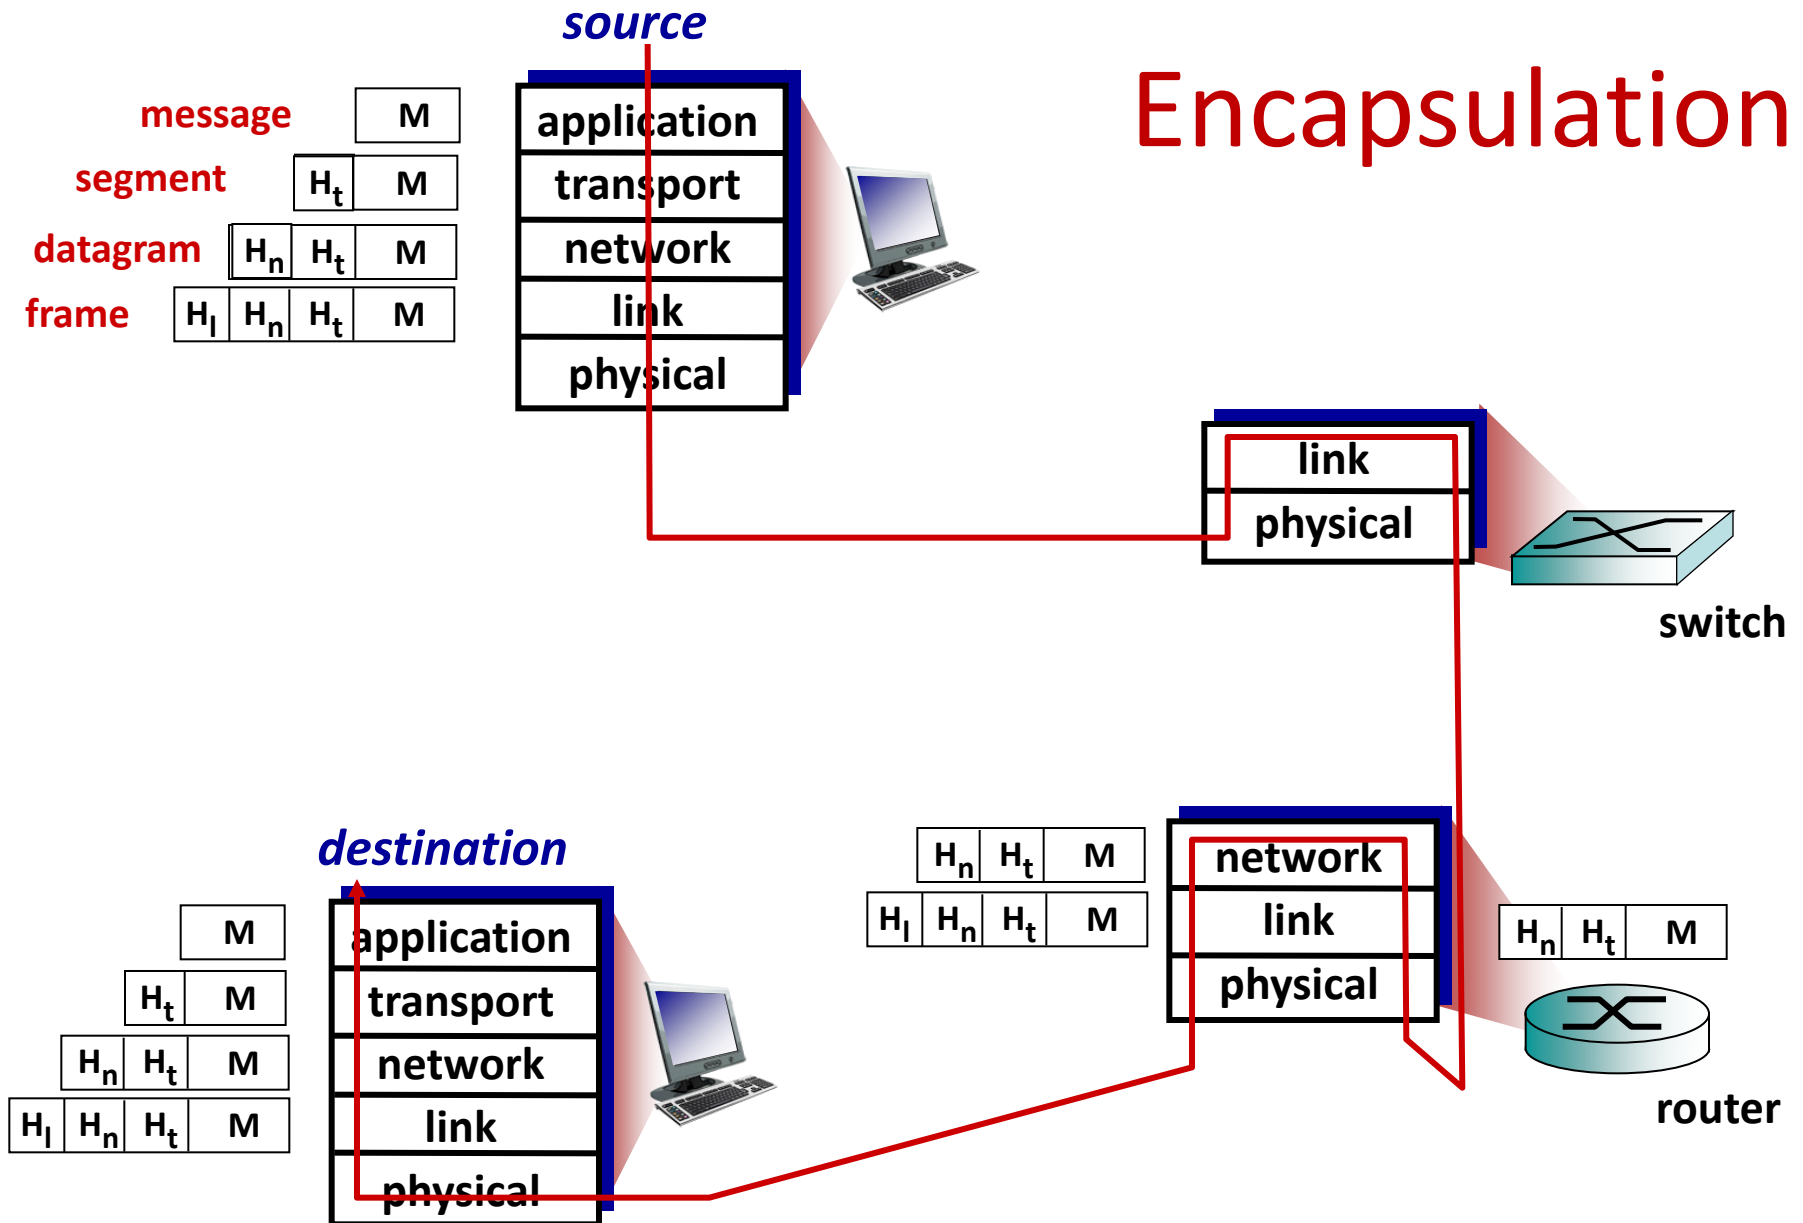 source
Encapsulation
message M application
segment Ht M transport
datagram Hn Ht M network
frame Hl Hn Ht M link
physical
link
physical
switch
destination
Hn Ht M network
Hl Hn Ht M link Hn Ht M
physical
router
M application
Ht M transport
Hn Ht M network
Hl Hn Ht M link
physical